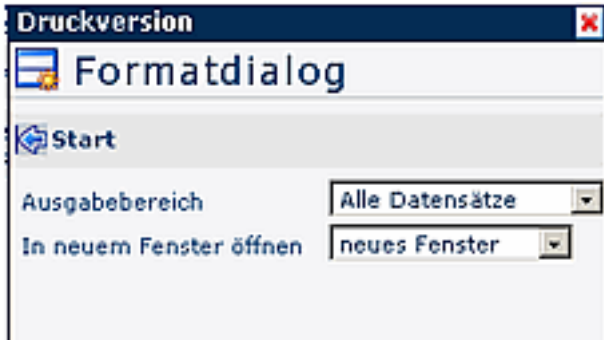 Druckversion
Formatdialog
Start
Ausgabebereich Alle Datensätze
In neuem Fenster öffnen neues Fenster